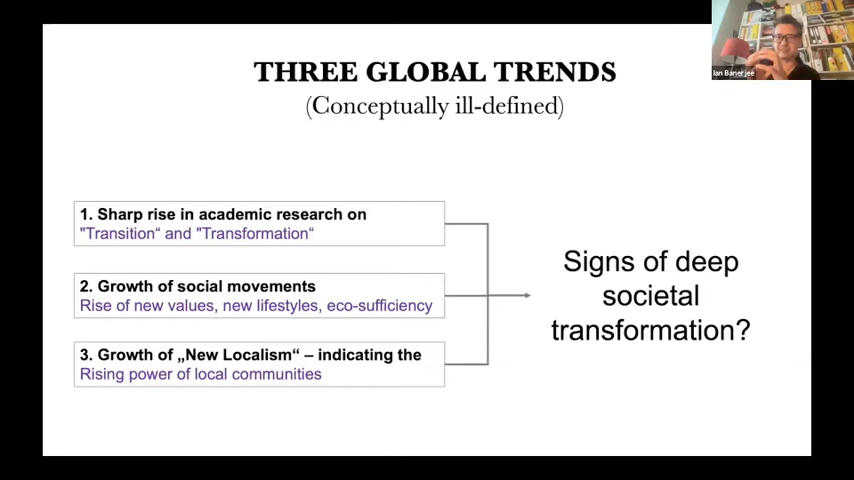 THREE GLOBAL TRENDS
(Conceptually ill-defined)
1. Sharp rise in academic research on
"Transition“ and "Transformation“
2. Growth of social movements
Rise of new values, new lifestyles, eco-sufficiency
3. Growth of „New Localism“ – indicating the
Rising power of local communities
Signs of deep
societal
transformation?
Ian Banerjee